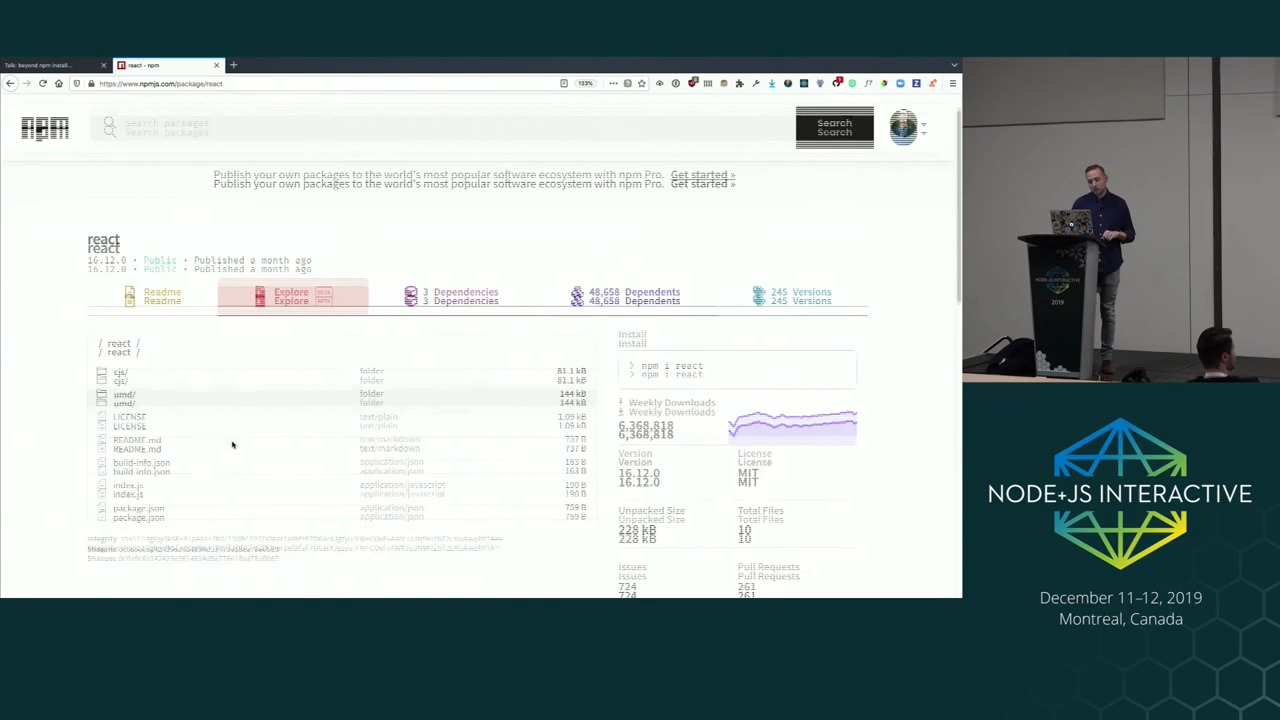 Talk: beyond npm install...
react - npm
https://www.npmjs.com/package/react
133%
npm
Search packages
Search
Publish your own packages to the world's most popular software ecosystem with npm Pro. Get started »
react
16.12.0 • Public • Published a month ago
Readme
Explore BETA
3 Dependencies
48,658 Dependents
245 Versions
/ react /
cjs/ folder 81.1 kB
umd/ folder 144 kB
LICENSE text/plain 1.09 kB
README.md text/markdown 737 B
build-info.json application/json 163 B
index.js application/javascript 190 B
package.json application/json 759 B
Integrity:
Shasum:
Install
> npm i react
Weekly Downloads
6,368,818
Version License
16.12.0 MIT
Unpacked Size Total Files
228 kB 10
Issues Pull Requests
724 261
2019
NODE+JS INTERACTIVE
December 11–12, 2019
Montreal, Canada